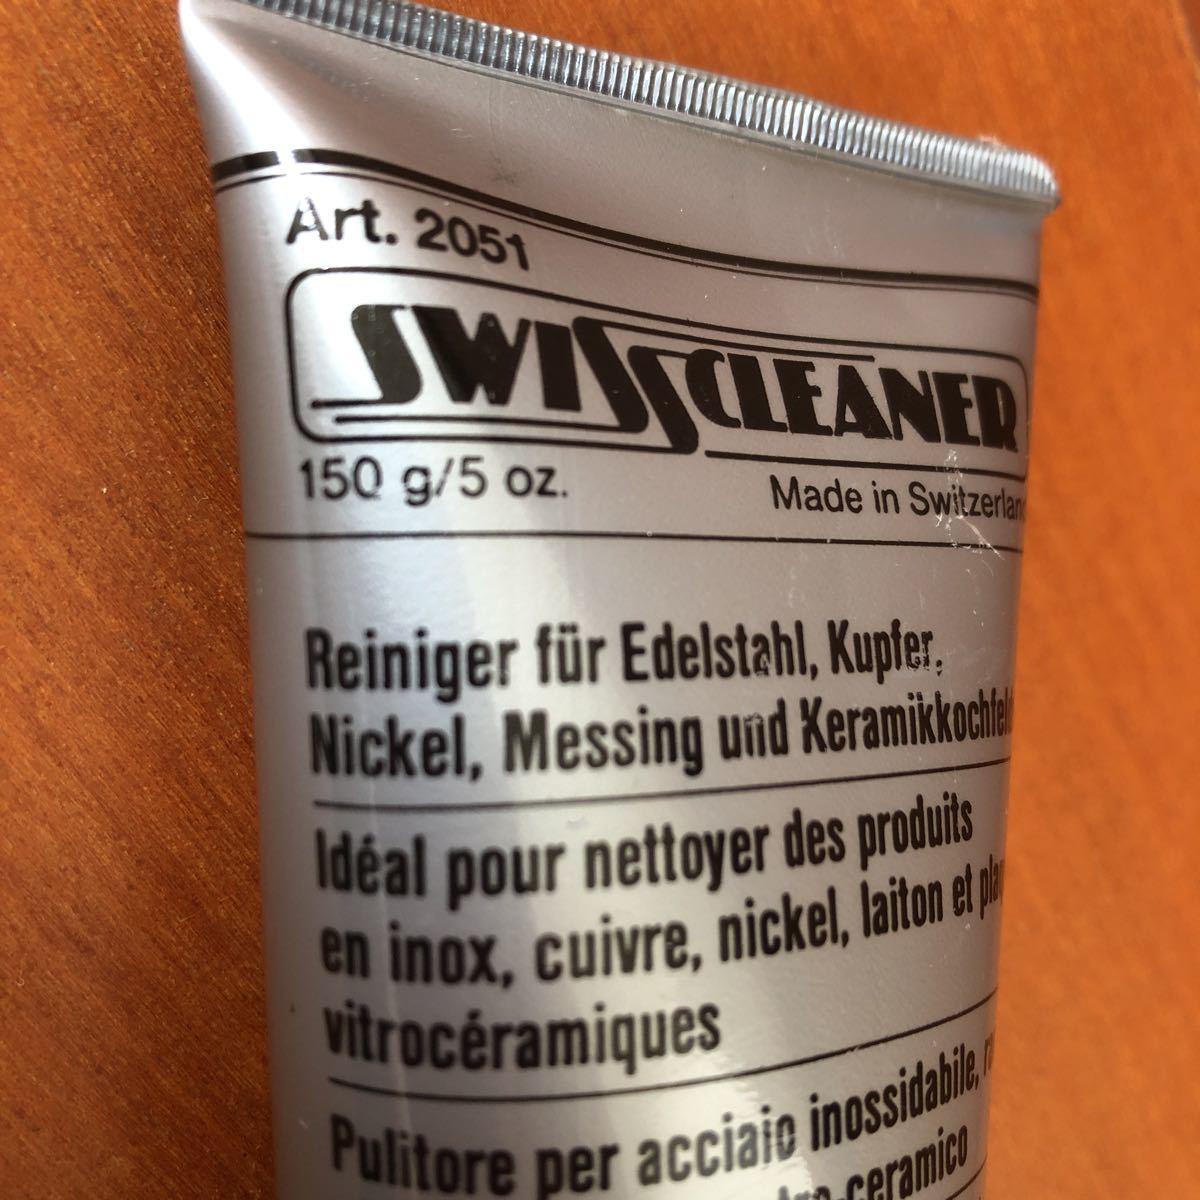 Art. 2051
SWISSCLEANER
150 g/5 oz.
Made in Switzerland
Reiniger für Edelstahl, Kupfer,
Nickel, Messing und Keramikkochfeld
Idéal pour nettoyer des produits
en inox, cuivre, nickel, laiton et
vitrocéramiques
Pulitore per acciaio inossidabile,